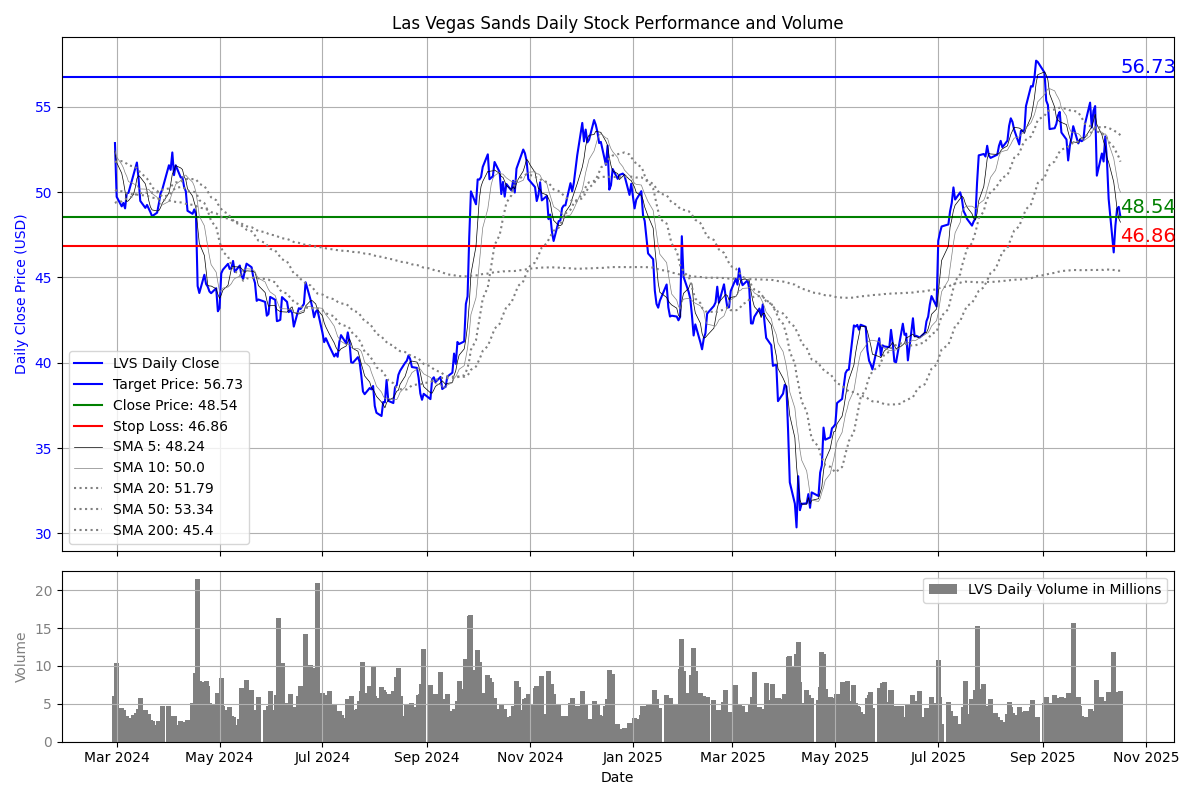 Las Vegas Sands Daily Stock Performance and Volume
Daily Close Price (USD)
55
50
45
40
35
30
56.73
48.54
46.86
LVS Daily Close
Target Price: 56.73
Close Price: 48.54
Stop Loss: 46.86
SMA 5: 48.24
SMA 10: 50.0
SMA 20: 51.79
SMA 50: 53.34
SMA 200: 45.4
Volume
20
15
10
5
0
LVS Daily Volume in Millions
Mar 2024 May 2024 Jul 2024 Sep 2024 Nov 2024 Jan 2025 Mar 2025 May 2025 Jul 2025 Sep 2025 Nov 2025
Date